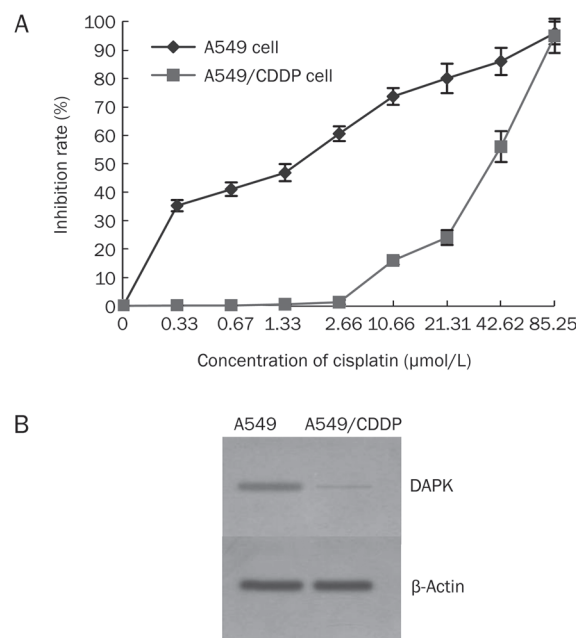 A
100
90
80
70
60
50
40
30
20
10
0
Inhibition rate (%)
A549 cell
A549/CDDP cell
0 0.33 0.67 1.33 2.66 10.66 21.31 42.62 85.25
Concentration of cisplatin (μmol/L)
B
A549 A549/CDDP
DAPK
β-Actin